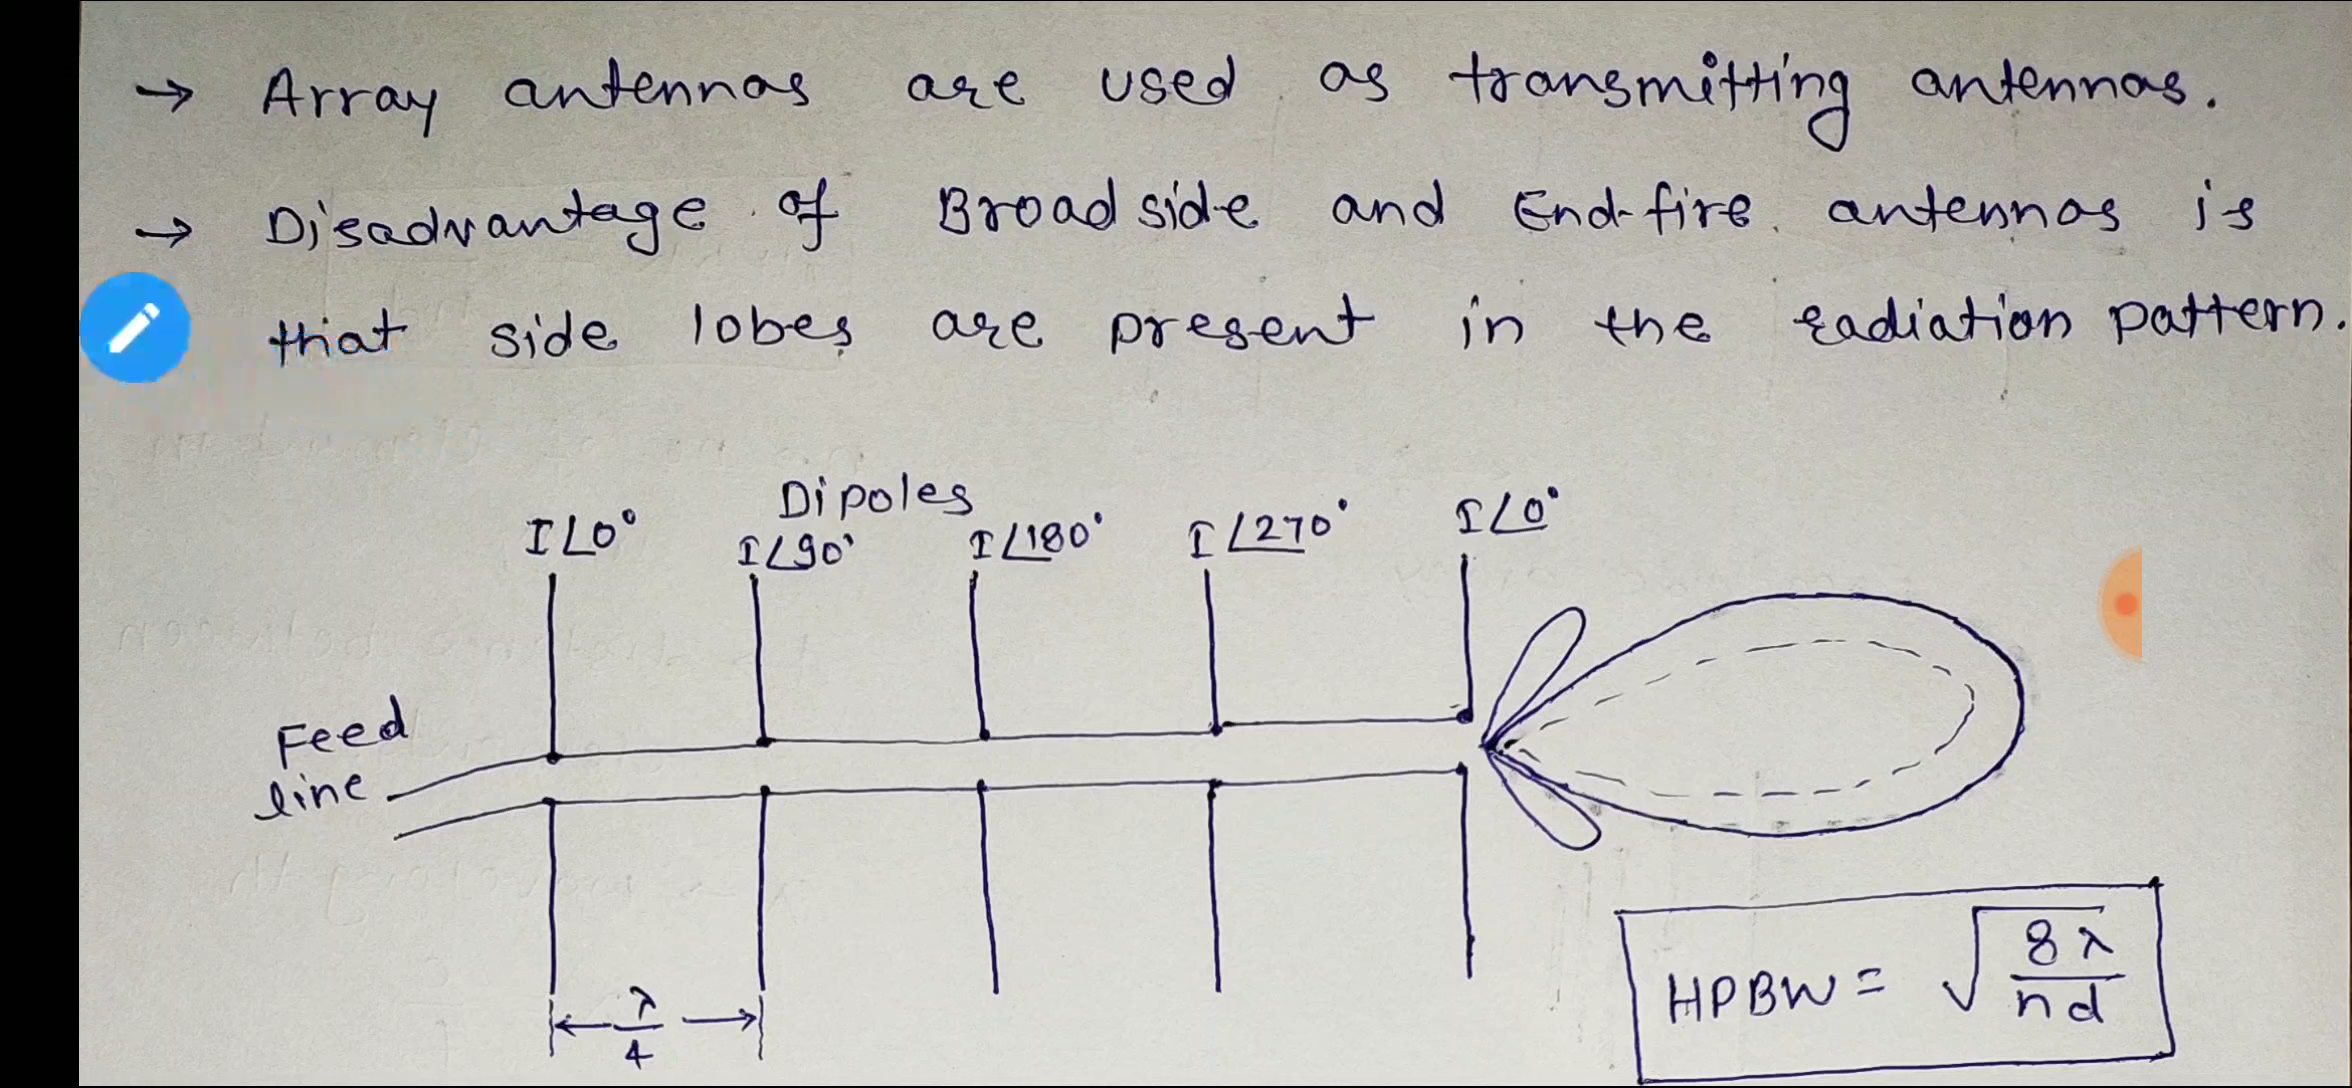 → Array antennas are used as transmitting antennas.
→ Disadvantage of Broad side and End-fire antennas is
that side lobes are present in the radiation pattern.
Dipoles
I∠0° I∠90° I∠180° I∠270° I∠0°
Feed
line
λ/4
HPBW = √(8λ/nd)